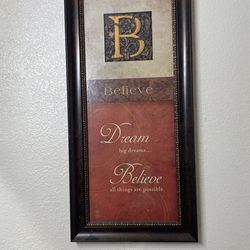 B
Believe
Dream
big dreams...
Believe
all things are possible.